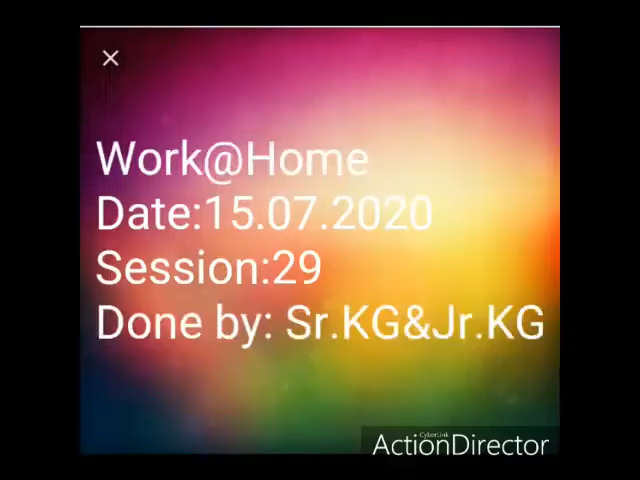 Work@Home
Date:15.07.2020
Session:29
Done by: Sr.KG&Jr.KG
CyberLink
ActionDirector